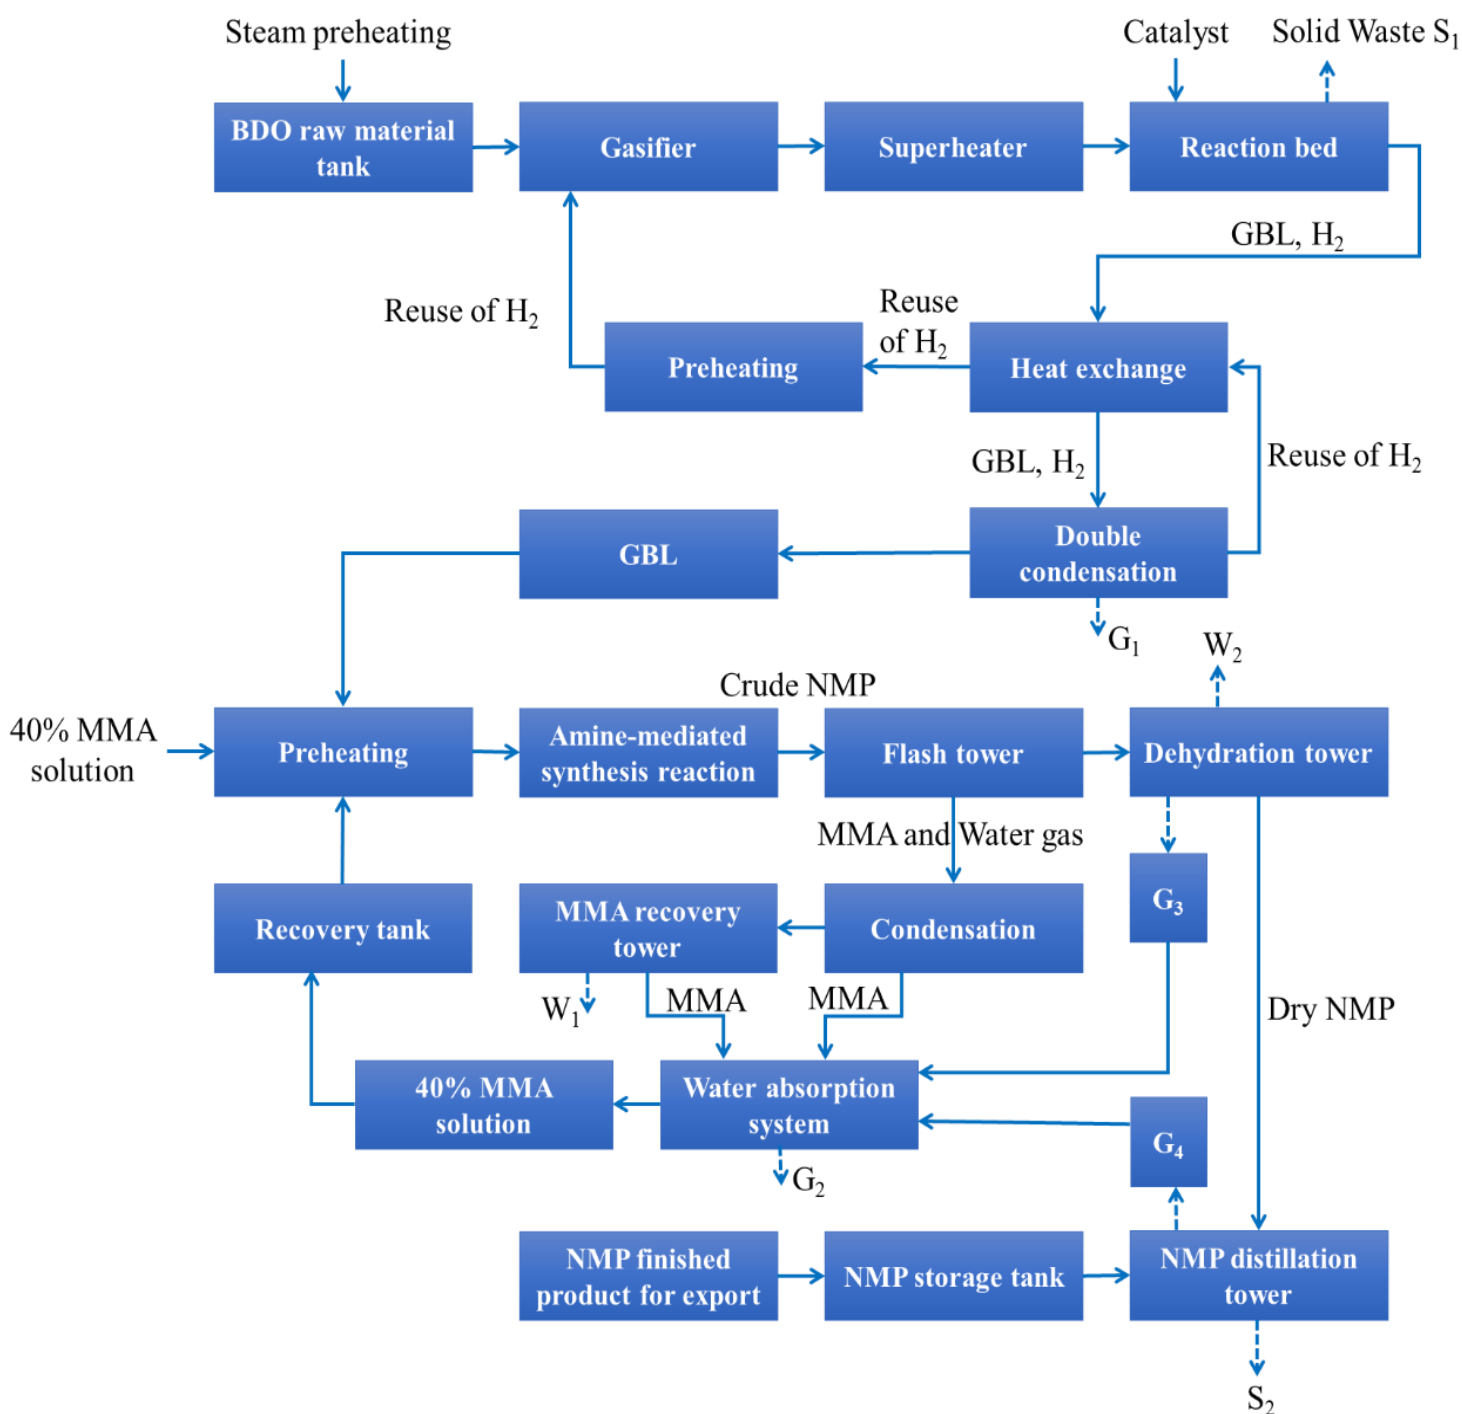 Steam preheating
Catalyst
Solid Waste S₁
BDO raw material
tank
Gasifier
Superheater
Reaction bed
GBL, H₂
Reuse of H₂
Reuse
of H₂
Preheating
Heat exchange
GBL, H₂
Reuse of H₂
GBL
Double
condensation
G₁
W₂
Crude NMP
40% MMA
solution
Preheating
Amine-mediated
synthesis reaction
Flash tower
Dehydration tower
MMA and Water gas
Recovery tank
MMA recovery
tower
Condensation
G₃
W₁
MMA
MMA
Dry NMP
40% MMA
solution
Water absorption
system
G₄
G₂
NMP finished
product for export
NMP storage tank
NMP distillation
tower
S₂